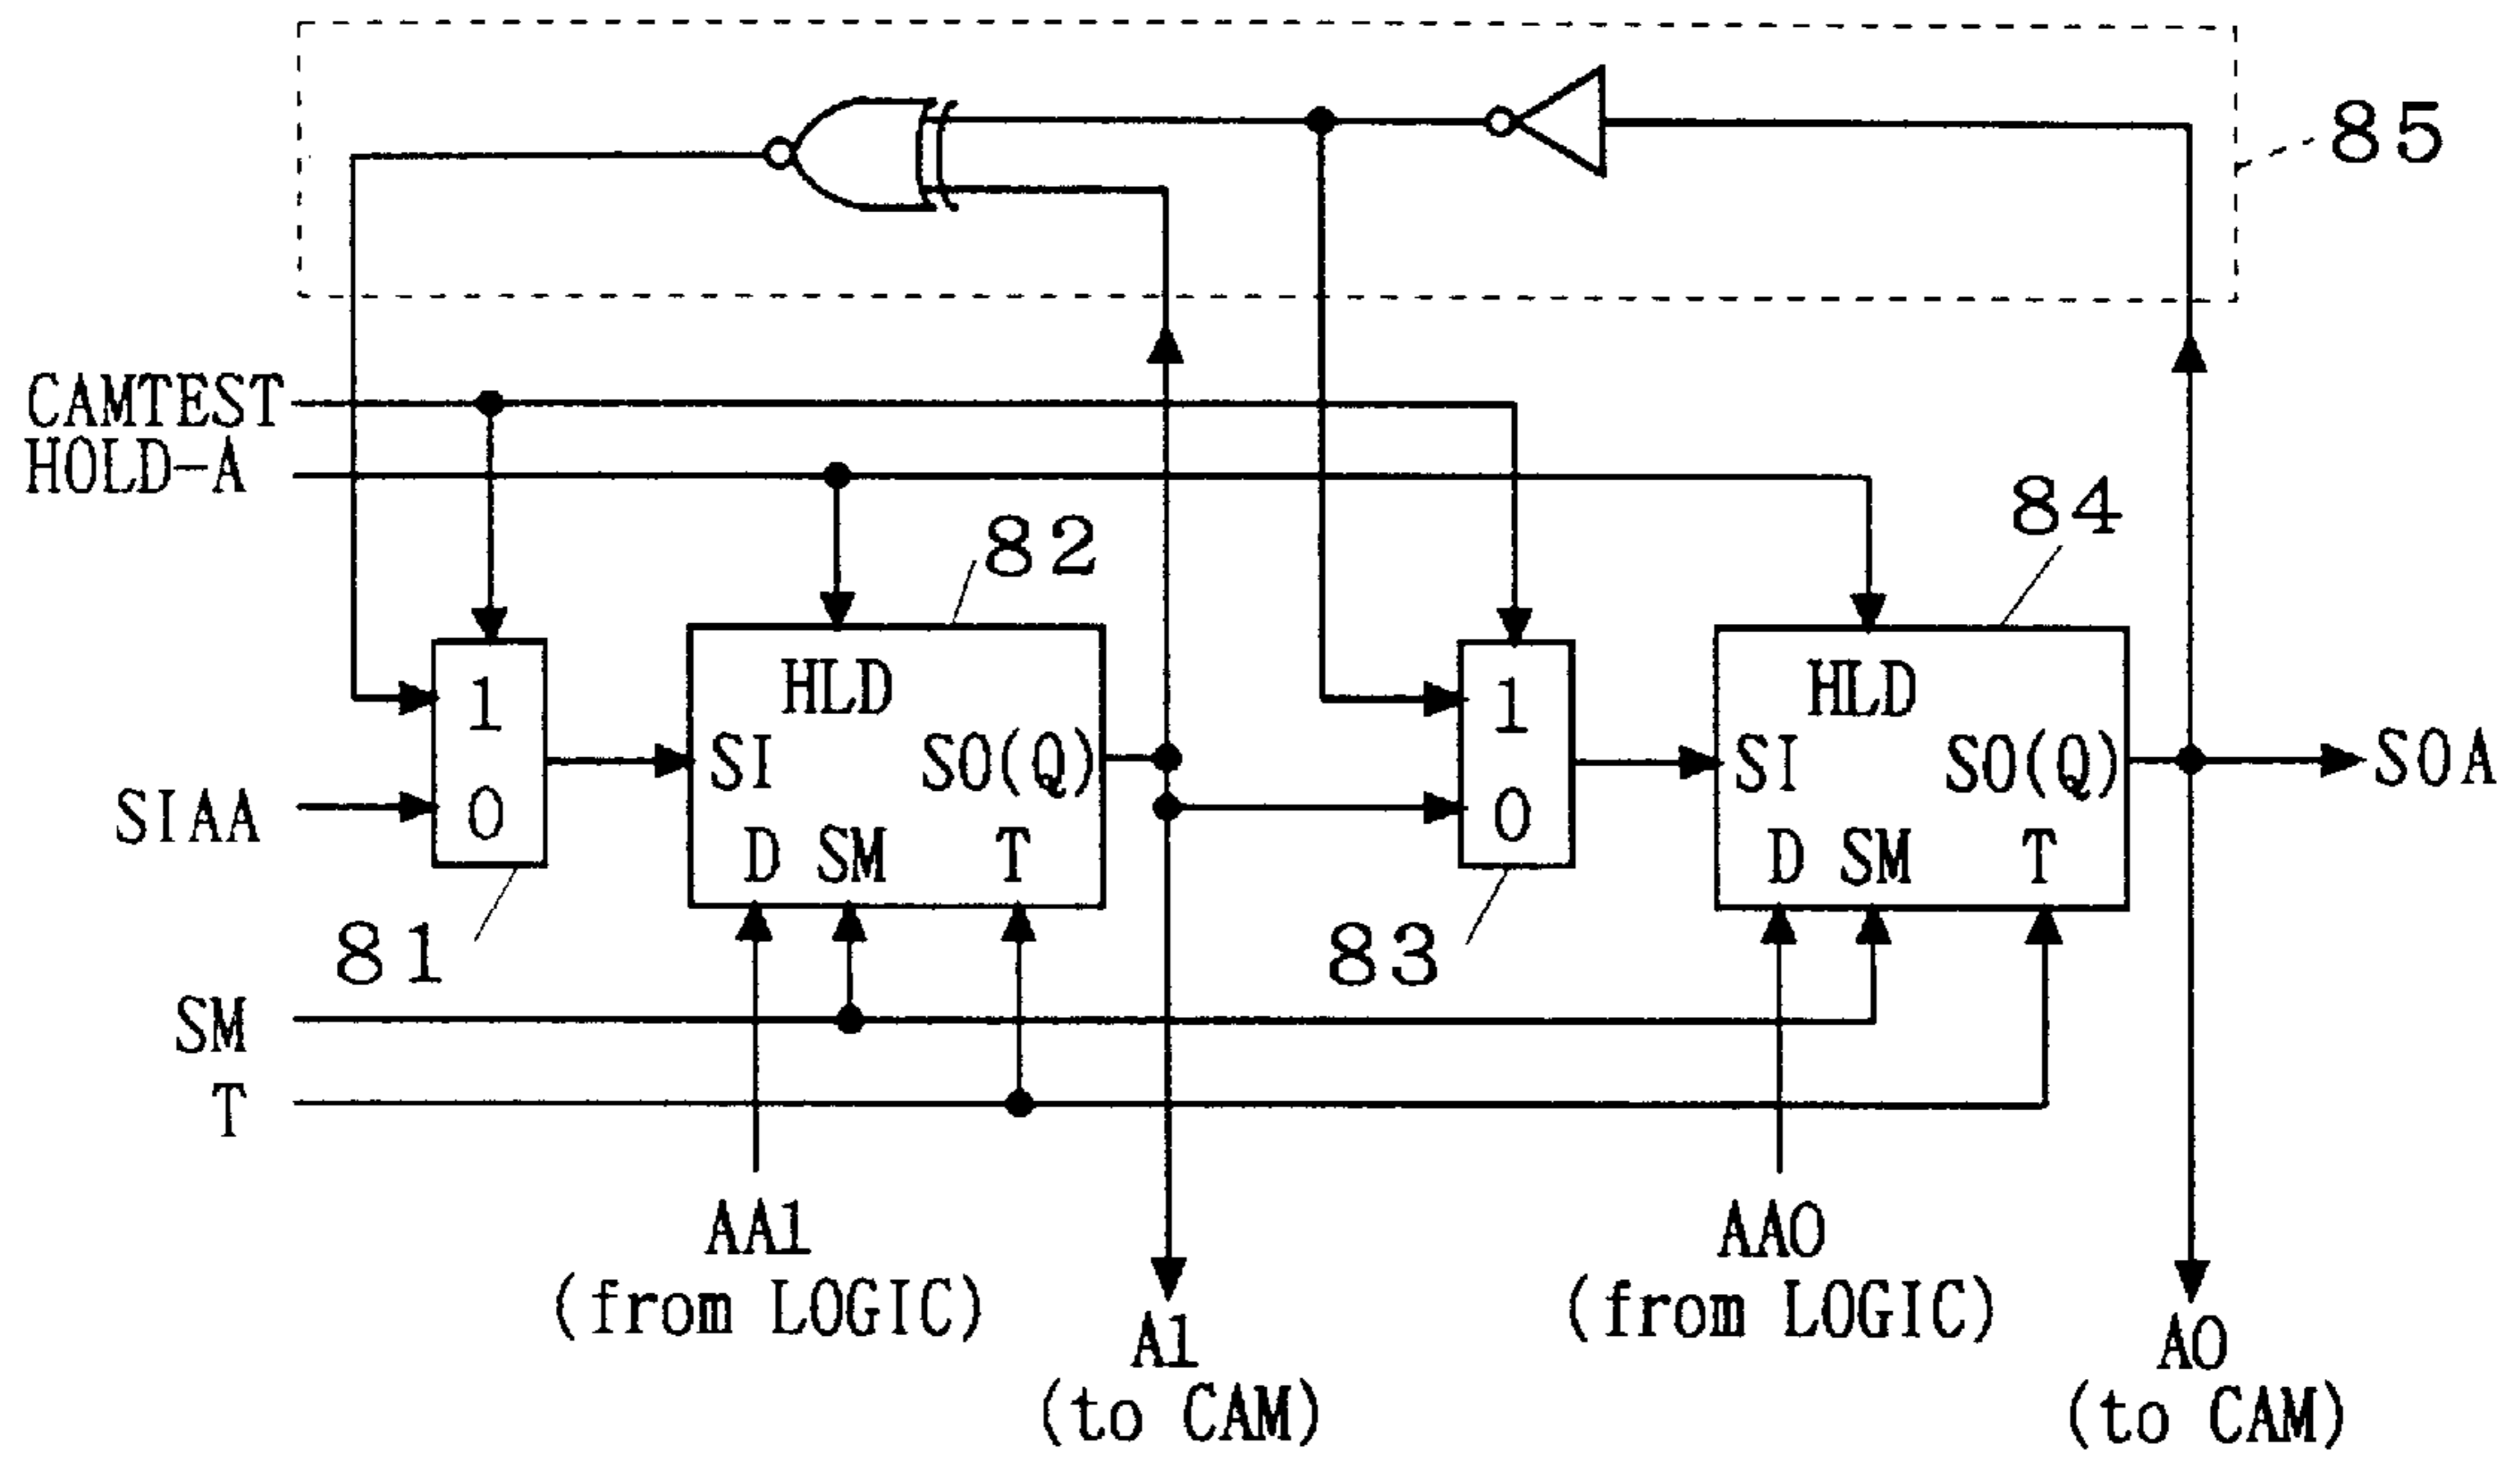 85
CAMTEST
HOLD-A
82
84
1
HLD
1
HLD
SI
SO(Q)
SI
SO(Q)
SOA
SIAA
0
0
D SM T
D SM T
81
83
SM
T
AA1
(from LOGIC)
AA0
(from LOGIC)
A1
(to CAM)
A0
(to CAM)